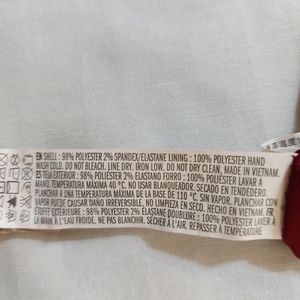 EN SHELL : 98% POLYESTER 2% SPANDEX/ELASTANE LINING : 100% POLYESTER HAND
WASH COLD. DO NOT BLEACH. LINE DRY. IRON LOW. DO NOT DRY CLEAN. MADE IN VIETNAM.
ES TELA EXTERIOR : 98% POLIÉSTER 2% ELASTANO FORRO : 100% POLIÉSTER LAVAR A
MANO. TEMPERATURA MÁXIMA 40 °C. NO USAR BLANQUEADOR. SECADO EN TENDEDERO.
PLANCHAR A UNA TEMPERATURA MÁXIMA DE LA BASE DE 110 °C, SIN VAPOR. PLANCHAR CON
VAPOR PUEDE CAUSAR DANO IRREVERSIBLE. NO LIMPIEZA EN SECO. HECHO EN VIETNAM. FR
ÉTOFFE EXTÉRIEURE : 98% POLYESTER 2% ÉLASTHANNE DOUBLURE : 100% POLYESTER LAVER
À LA MAIN À L'EAU FROIDE. NE PAS BLANCHIR. SÉCHER À L'AIR. REPASSER À TEMPÉRATURE